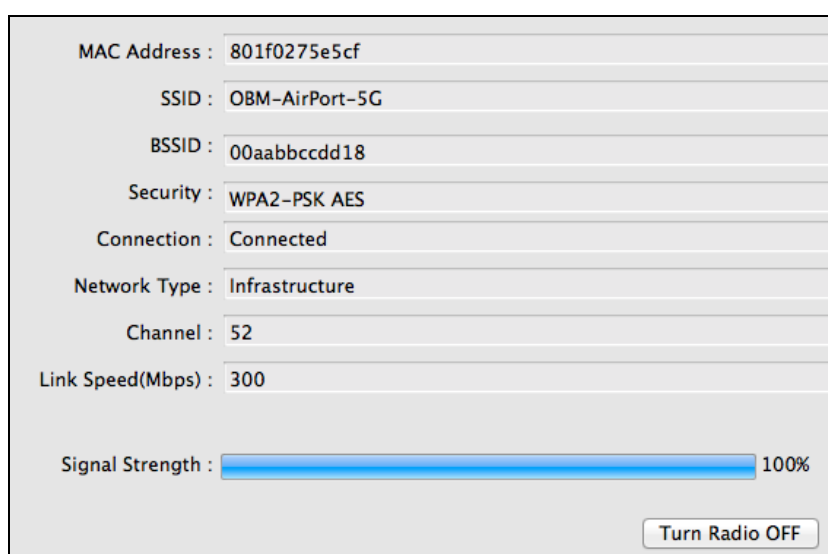 MAC Address : 801f0275e5cf
SSID : OBM-AirPort-5G
BSSID : 00aabbccdd18
Security : WPA2-PSK AES
Connection : Connected
Network Type : Infrastructure
Channel : 52
Link Speed(Mbps) : 300
Signal Strength : 100%
Turn Radio OFF